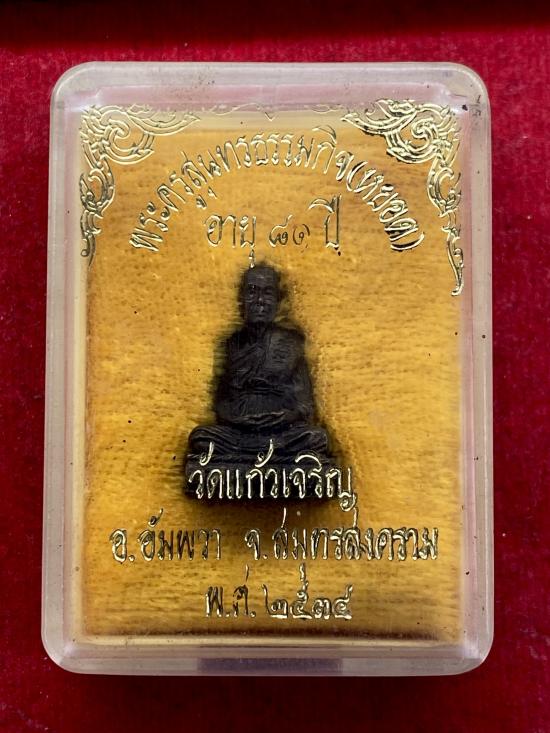 พระครูสุนทรธรรมกิจ(หยอด)
อายุ ๘๑ ปี
วัดแก้วเจริญ
อ.อัมพวา จ.สมุทรสงคราม
พ.ศ.๒๕๓๔